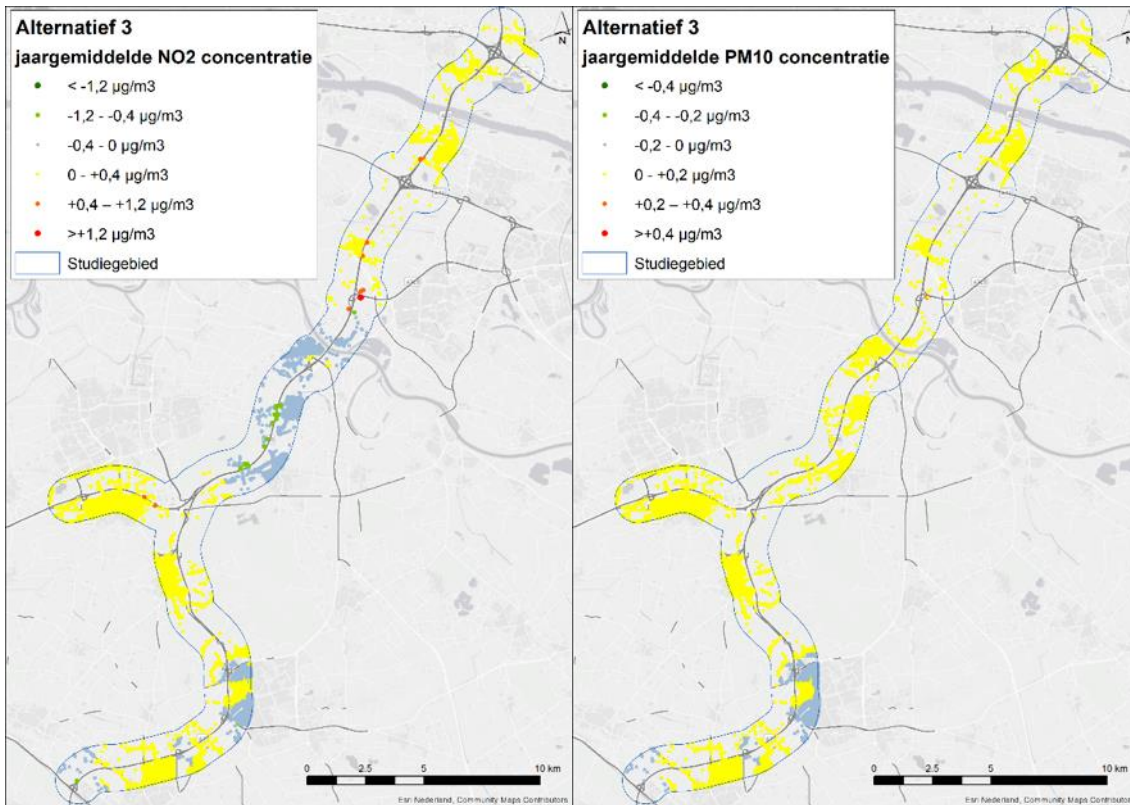 Alternatief 3
jaargemiddelde NO2 concentratie
< -1,2 µg/m3
-1,2 - -0,4 µg/m3
-0,4 - 0 µg/m3
0 - +0,4 µg/m3
+0,4 – +1,2 µg/m3
>+1,2 µg/m3
Studiegebied
N
0 2.5 5 10 km
Esri Nederland, Community Maps Contributors
Alternatief 3
jaargemiddelde PM10 concentratie
< -0,4 µg/m3
-0,4 - -0,2 µg/m3
-0,2 - 0 µg/m3
0 - +0,2 µg/m3
+0,2 – +0,4 µg/m3
>+0,4 µg/m3
Studiegebied
N
0 2.5 5 10 km
Esri Nederland, Community Maps Contributors